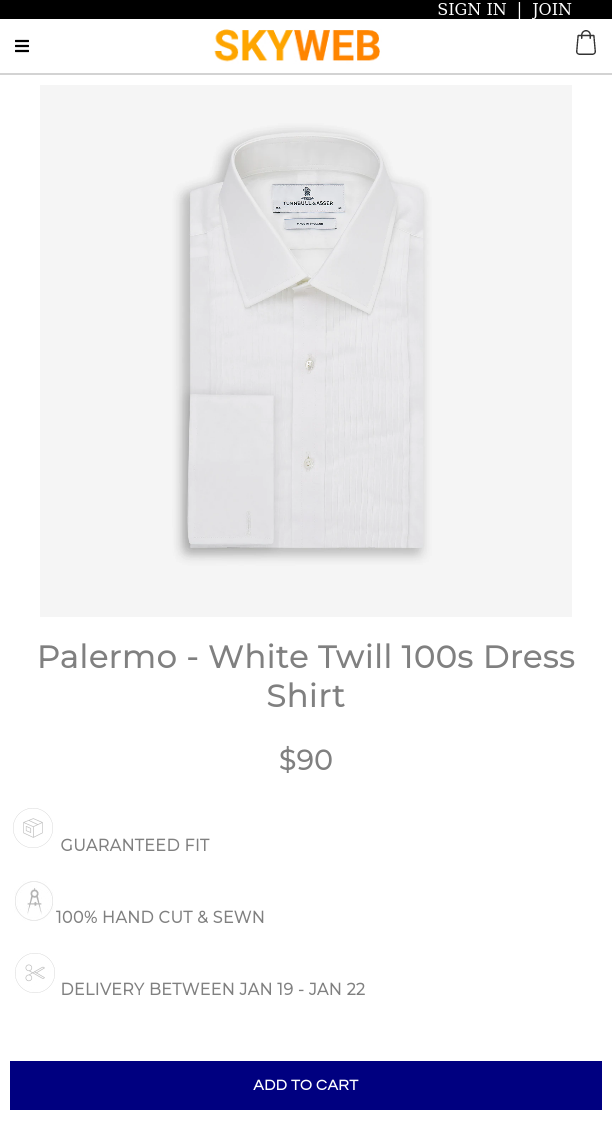 SIGN IN | JOIN
SKYWEB
TURNBULL & ASSER
Palermo - White Twill 100s Dress
Shirt
$90
GUARANTEED FIT
100% HAND CUT & SEWN
DELIVERY BETWEEN JAN 19 - JAN 22
ADD TO CART